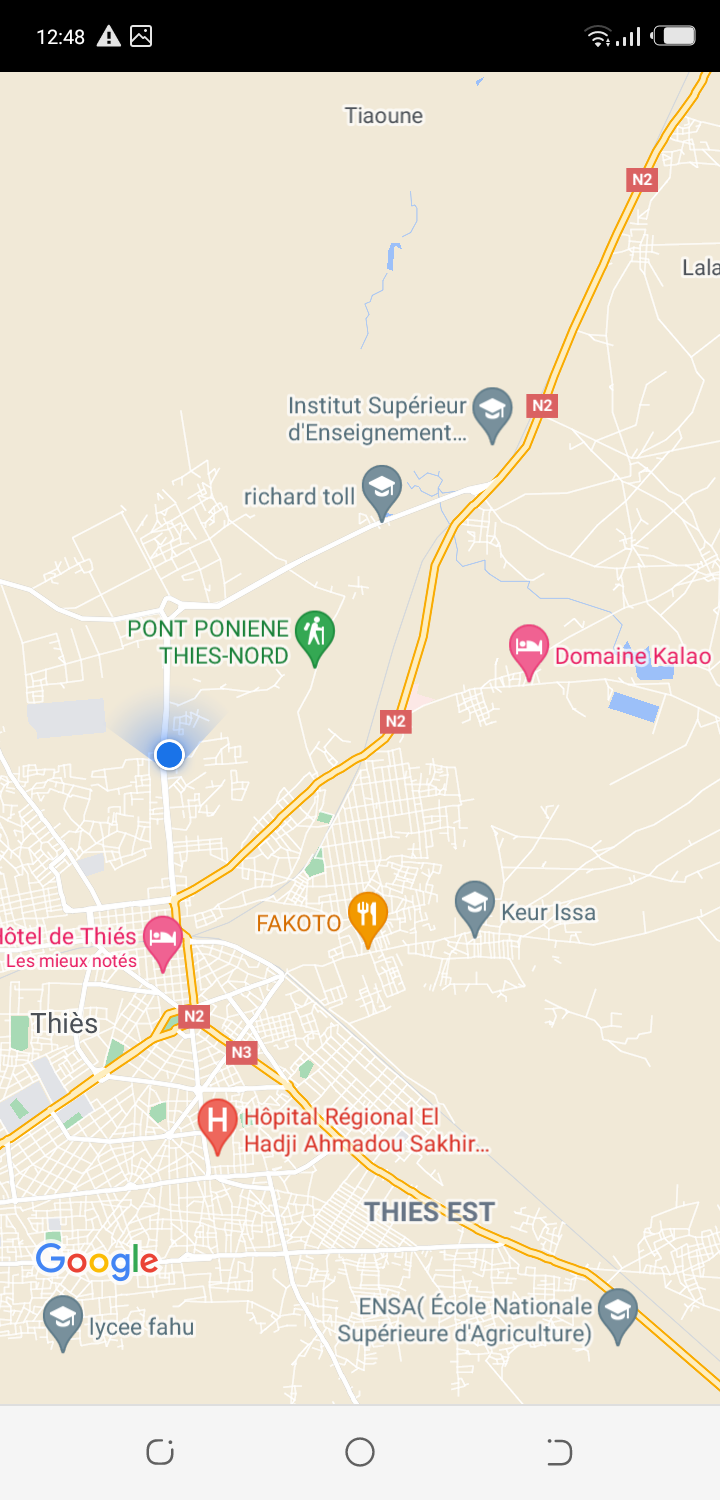 12:48
Tiaoune
N2
Lala
Institut Supérieur
d'Enseignement...
N2
richard toll
PONT PONIENE
THIES-NORD
Domaine Kalao
N2
FAKOTO
Keur Issa
Hôtel de Thiés
Les mieux notés
Thiès
N2
N3
H
Hôpital Régional El
Hadji Ahmadou Sakhir...
THIES EST
Google
ENSA( École Nationale
Supérieure d'Agriculture)
lycee fahu